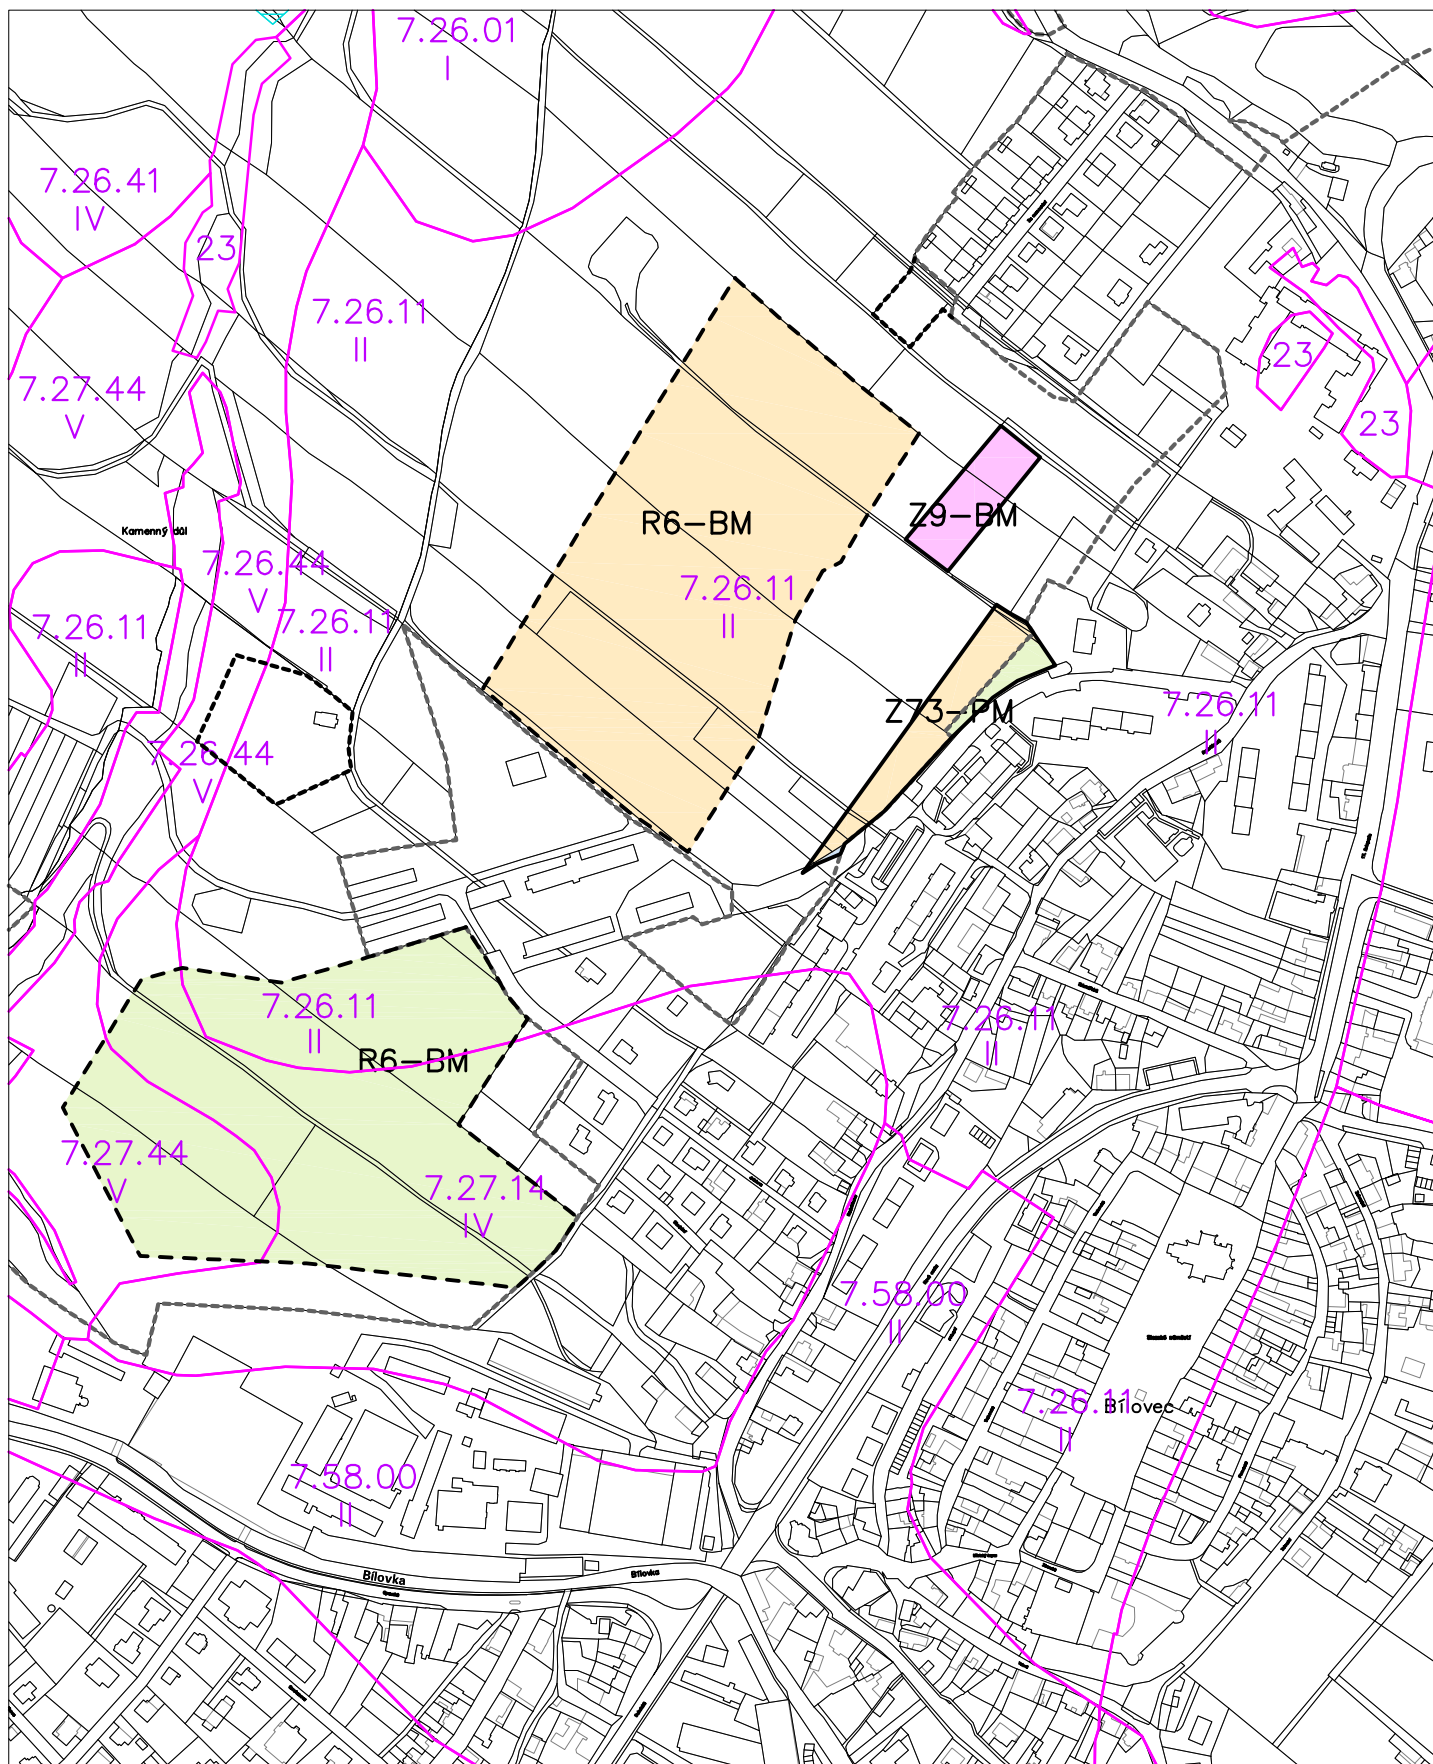 7.26.01
I
7.26.41
IV
23
7.26.11
II
7.27.44
V
23
23
Kamenný důl
7.26.44
V
7.26.11
II
7.26.11
II
R6-BM
7.26.11
II
Z9-BM
Z73-PM
7.26.11
II
7.26.44
V
7.26.11
II
R6-BM
7.26.11
II
7.27.44
V
7.27.14
IV
7.58.00
II
7.26.11
II
Bílovec
7.58.00
II
Bílovka
Bílovka